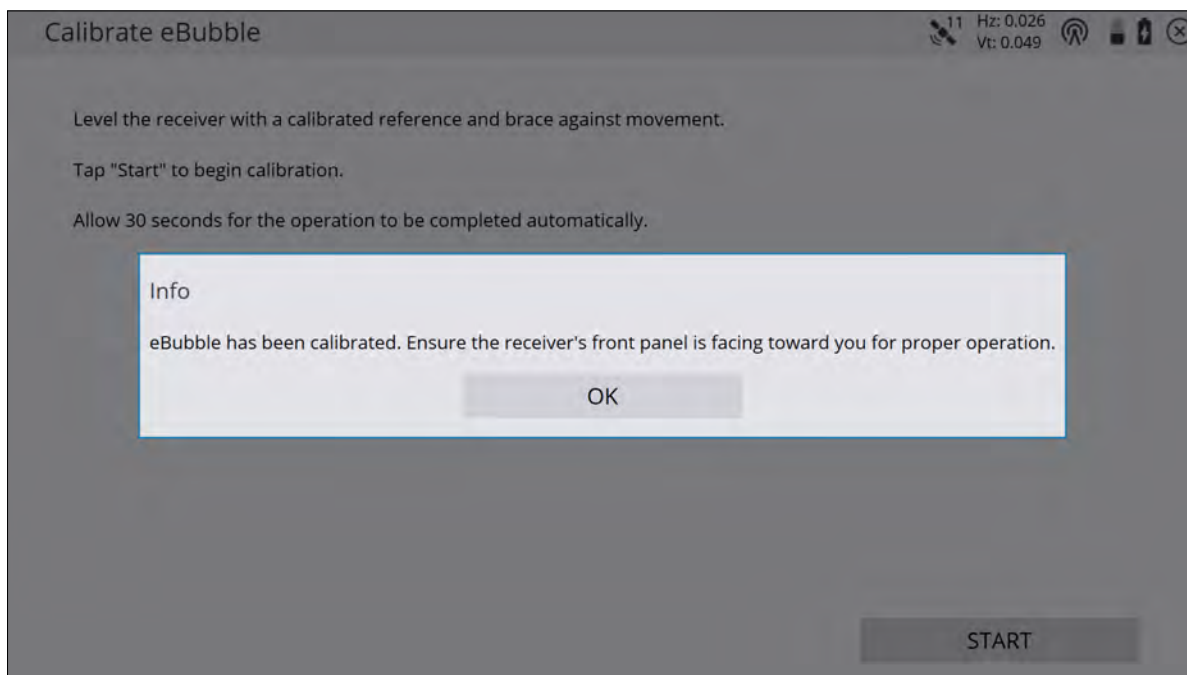 Calibrate eBubble
11
Hz: 0.026
Vt: 0.049
Level the receiver with a calibrated reference and brace against movement.
Tap "Start" to begin calibration.
Allow 30 seconds for the operation to be completed automatically.
Info
eBubble has been calibrated. Ensure the receiver's front panel is facing toward you for proper operation.
OK
START